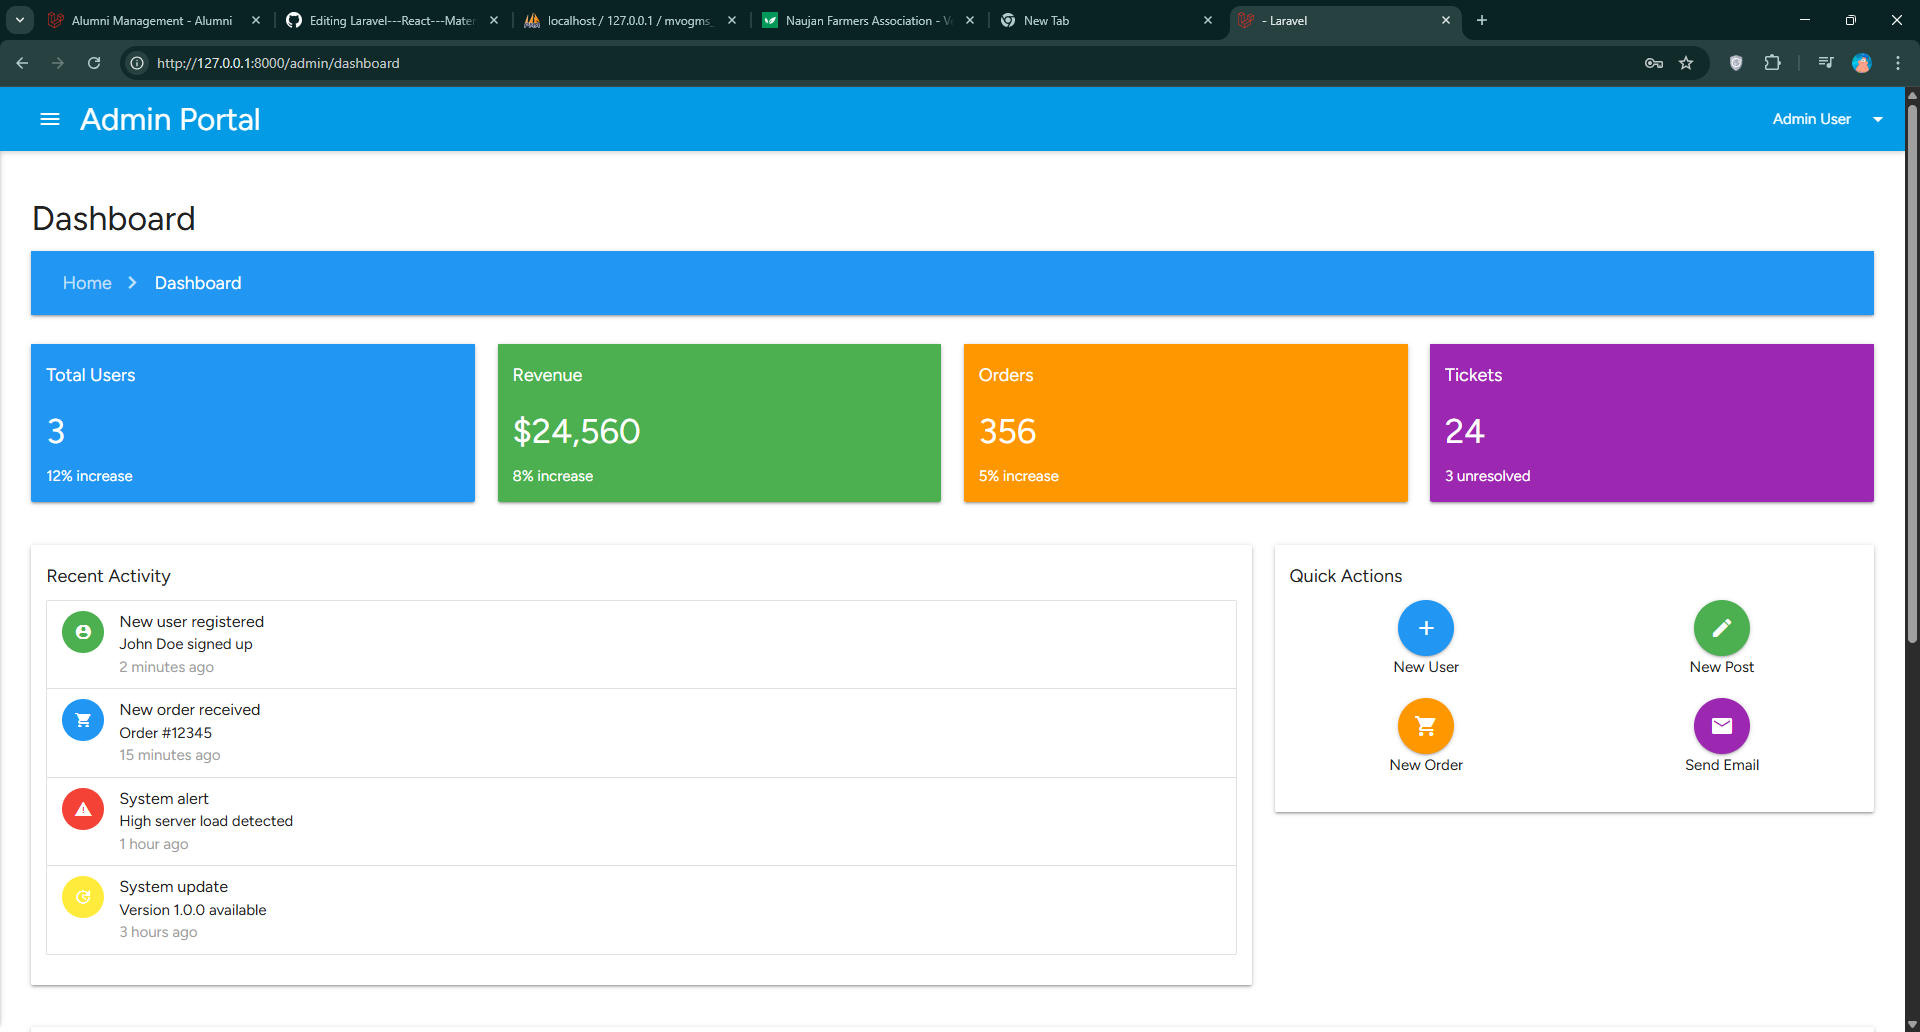 Alumni Management - Alumni
Editing Laravel---React---Mater
localhost / 127.0.0.1 / mvogms_
Naujan Farmers Association - Ve
New Tab
- Laravel
http://127.0.0.1:8000/admin/dashboard
Admin Portal
Admin User
Dashboard
Home
Dashboard
Total Users
3
12% increase
Revenue
$24,560
8% increase
Orders
356
5% increase
Tickets
24
3 unresolved
Recent Activity
New user registered
John Doe signed up
2 minutes ago
New order received
Order #12345
15 minutes ago
System alert
High server load detected
1 hour ago
System update
Version 1.0.0 available
3 hours ago
Quick Actions
New User
New Post
New Order
Send Email